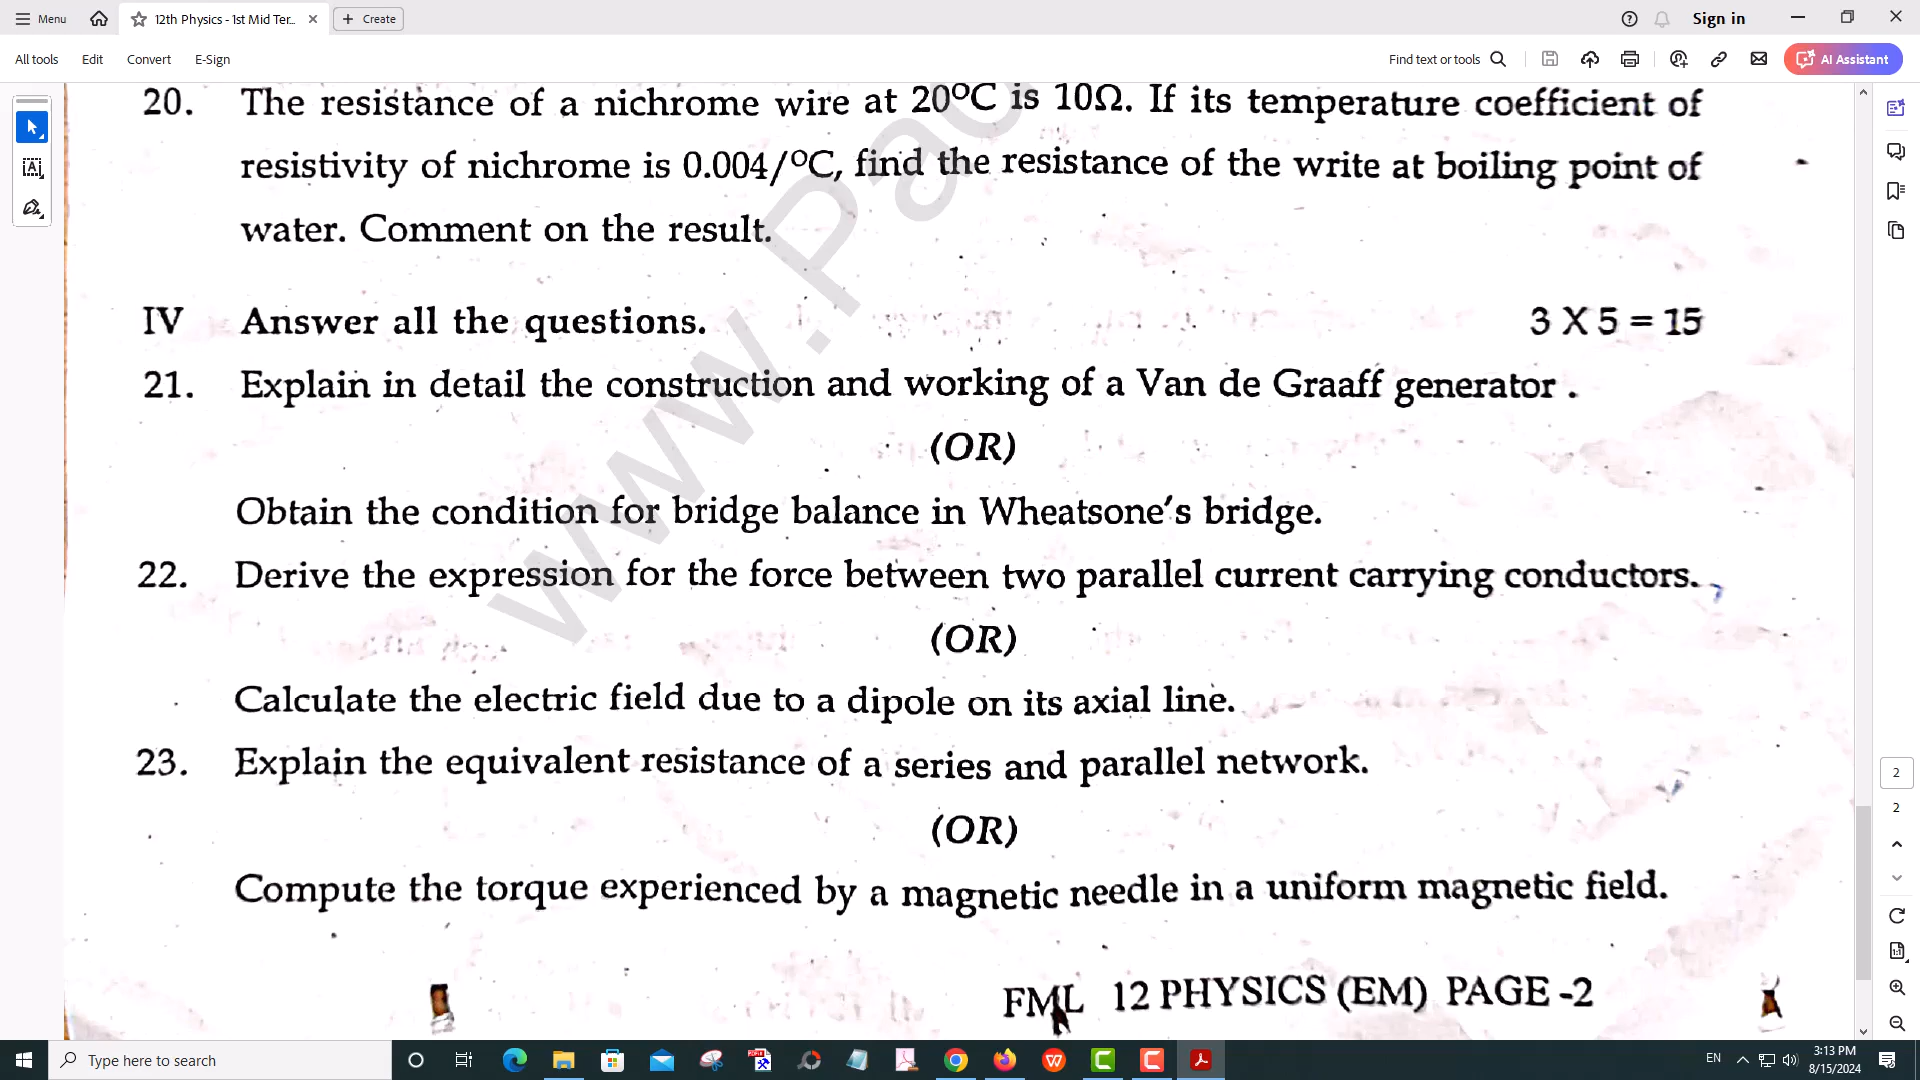 Menu
12th Physics - 1st Mid Ter...
Create
Sign in
All tools Edit Convert E-Sign
Find text or tools
AI Assistant
20. The resistance of a nichrome wire at 20°C is 10Ω. If its temperature coefficient of
resistivity of nichrome is 0.004/°C, find the resistance of the write at boiling point of
water. Comment on the result.
IV Answer all the questions. 3 X 5 = 15
21. Explain in detail the construction and working of a Van de Graaff generator .
(OR)
Obtain the condition for bridge balance in Wheatsone's bridge.
22. Derive the expression for the force between two parallel current carrying conductors.
(OR)
Calculate the electric field due to a dipole on its axial line.
23. Explain the equivalent resistance of a series and parallel network.
(OR)
Compute the torque experienced by a magnetic needle in a uniform magnetic field.
FML 12 PHYSICS (EM) PAGE -2
www.Pad
2
2
Type here to search
EN
3:13 PM
8/15/2024